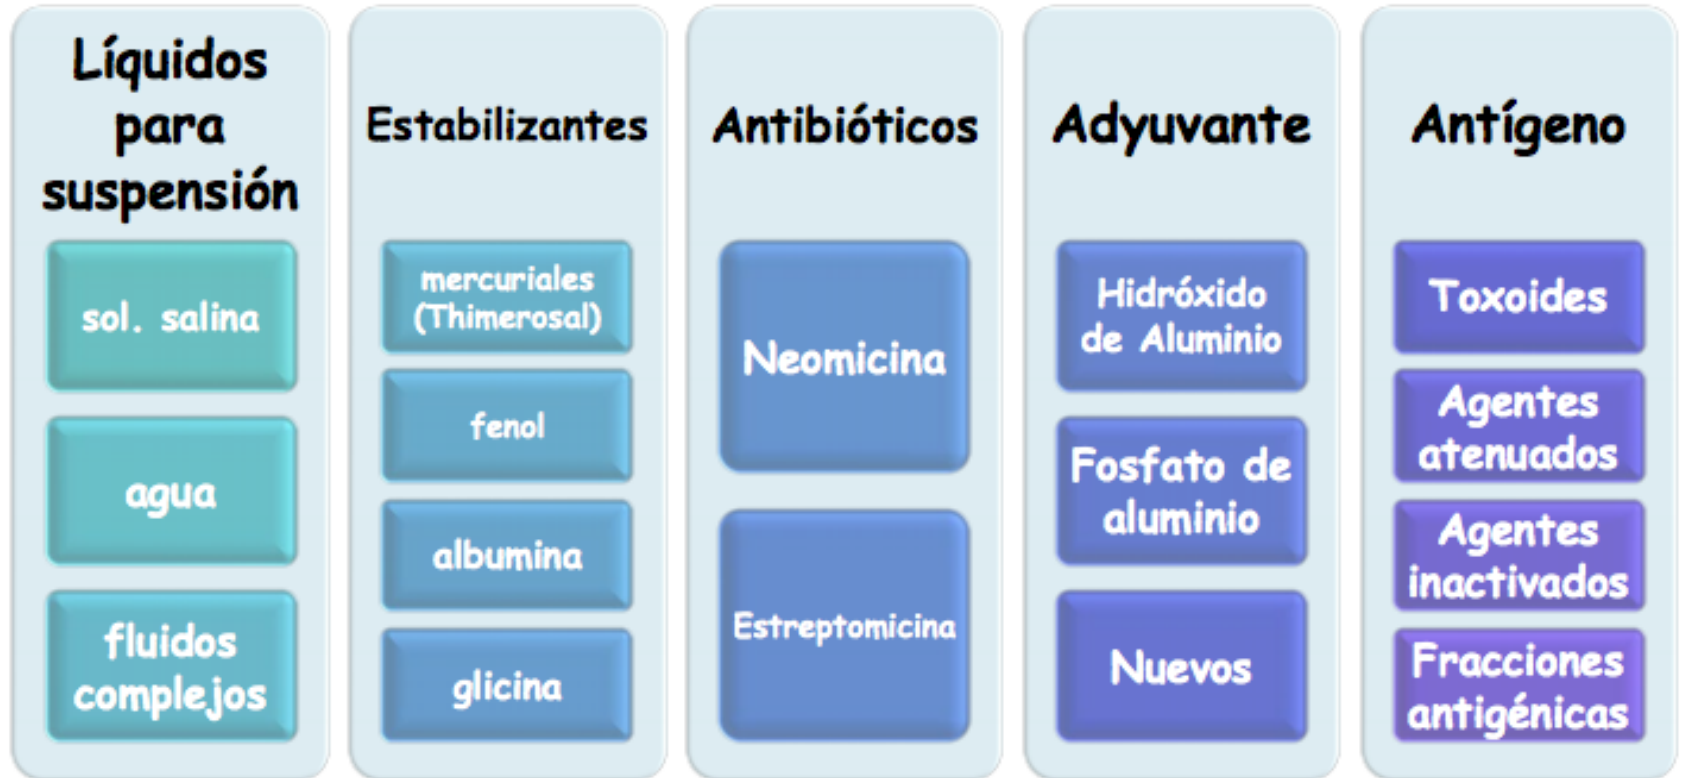 Líquidos
para
suspensión
sol. salina
agua
fluidos
complejos
Estabilizantes
mercuriales
(Thimerosal)
fenol
albumina
glicina
Antibióticos
Neomicina
Estreptomicina
Adyuvante
Hidróxido
de Aluminio
Fosfato de
aluminio
Nuevos
Antígeno
Toxoides
Agentes
atenuados
Agentes
inactivados
Fracciones
antigénicas